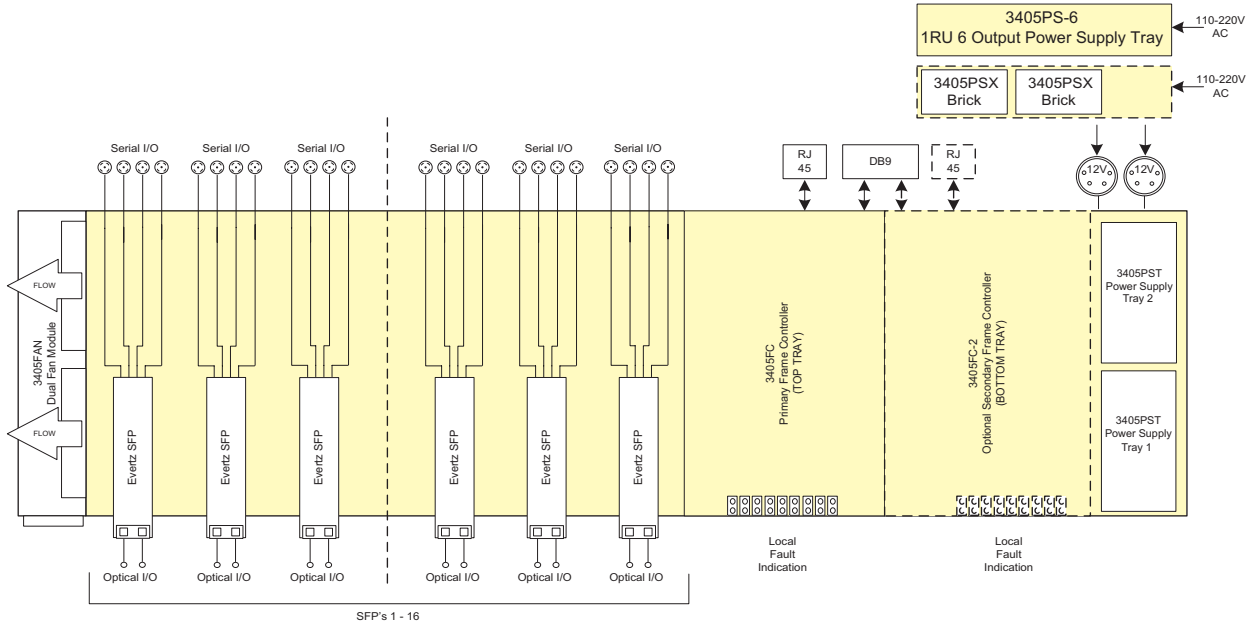 3405PS-6
1RU 6 Output Power Supply Tray
110-220V
AC
3405PSX
Brick
3405PSX
Brick
110-220V
AC
Serial I/O
Serial I/O
Serial I/O
Serial I/O
Serial I/O
Serial I/O
RJ
45
DB9
RJ
45
12V
12V
FLOW
FLOW
3405FAN
Dual Fan Module
Evertz SFP
Evertz SFP
Evertz SFP
Evertz SFP
Evertz SFP
Evertz SFP
3405FC
Primary Frame Controller
(TOP TRAY)
3405FC-2
Optional Secondary Frame Controller
(BOTTOM TRAY)
3405PST
Power Supply
Tray 2
3405PST
Power Supply
Tray 1
Optical I/O
Optical I/O
Optical I/O
Optical I/O
Optical I/O
Optical I/O
Local
Fault
Indication
Local
Fault
Indication
SFP's 1 - 16